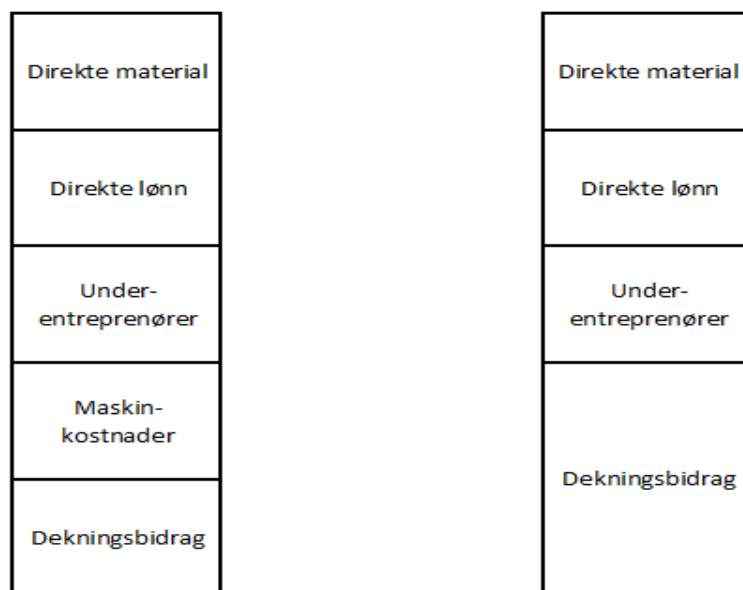 Direkte material
Direkte lønn
Under-
entreprenører
Maskin-
kostnader
Dekningsbidrag
Direkte material
Direkte lønn
Under-
entreprenører
Dekningsbidrag